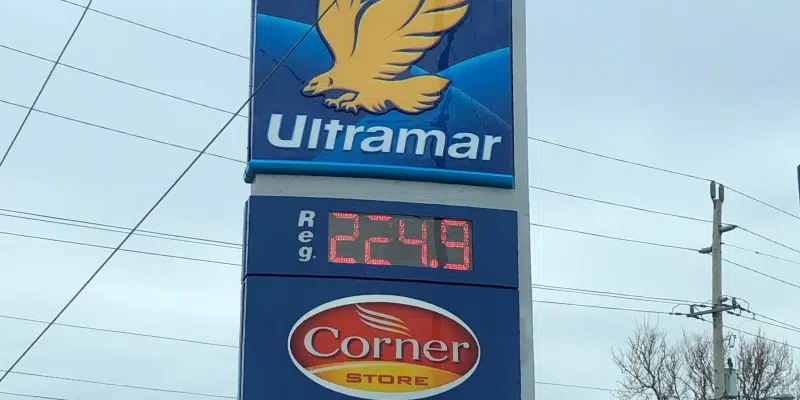 Ultramar
Reg. 224.9
Corner
STORE